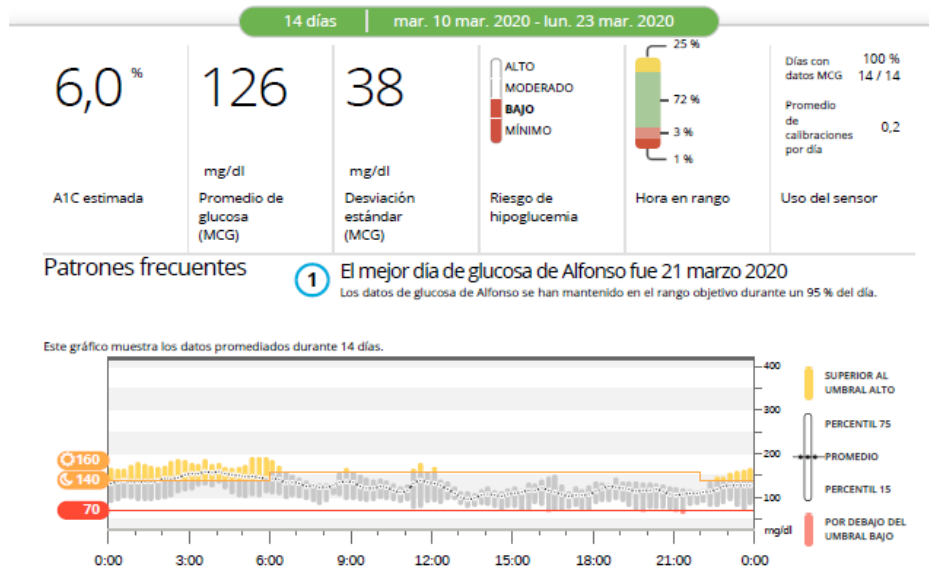 14 días | mar. 10 mar. 2020 - lun. 23 mar. 2020
6,0 %
A1C estimada
126
mg/dl
Promedio de
glucosa
(MCG)
38
mg/dl
Desviación
estándar
(MCG)
ALTO
MODERADO
BAJO
MÍNIMO
Riesgo de
hipoglucemia
25 %
72 %
3 %
1 %
Hora en rango
Días con
datos MCG
100 %
14 / 14
Promedio
de
calibraciones
por día
0,2
Uso del sensor
Patrones frecuentes
1
El mejor día de glucosa de Alfonso fue 21 marzo 2020
Los datos de glucosa de Alfonso se han mantenido en el rango objetivo durante un 95 % del día.
Este gráfico muestra los datos promediados durante 14 días.
400
300
200
100
mg/dl
160
140
70
0:00 3:00 6:00 9:00 12:00 15:00 18:00 21:00 0:00
SUPERIOR AL
UMBRAL ALTO
PERCENTIL 75
PROMEDIO
PERCENTIL 15
POR DEBAJO DEL
UMBRAL BAJO